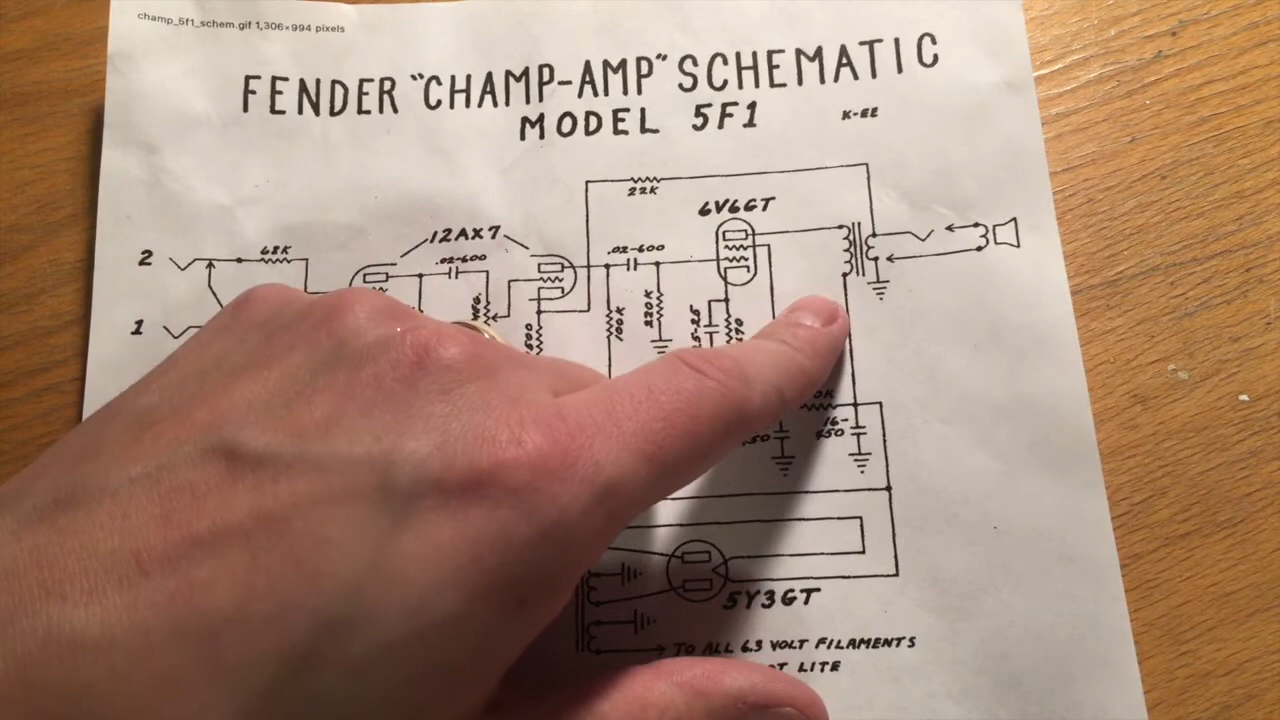 champ_5f1_schem.gif 1,306×994 pixels
FENDER "CHAMP-AMP" SCHEMATIC
MODEL 5F1
K-EE
22K
6V6GT
12AX7
2
68K
.02-600
.02-600
1
220K
100K
16-
450
5Y3GT
TO ALL 6.3 VOLT FILAMENTS
LITE